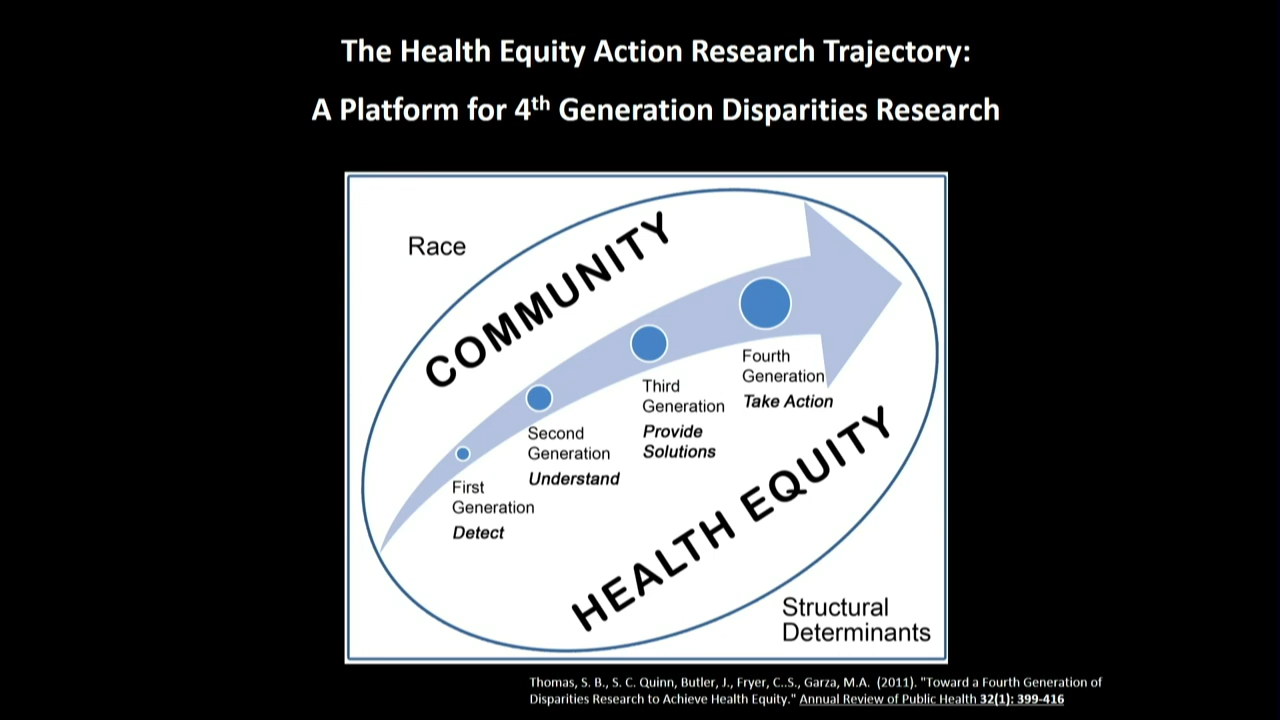 The Health Equity Action Research Trajectory:
A Platform for 4th Generation Disparities Research
Race
COMMUNITY
First
Generation
Detect
Second
Generation
Understand
Third
Generation
Provide
Solutions
Fourth
Generation
Take Action
HEALTH EQUITY
Structural
Determinants
Thomas, S. B., S. C. Quinn, Butler, J., Fryer, C..S., Garza, M.A. (2011). "Toward a Fourth Generation of
Disparities Research to Achieve Health Equity." Annual Review of Public Health 32(1): 399-416